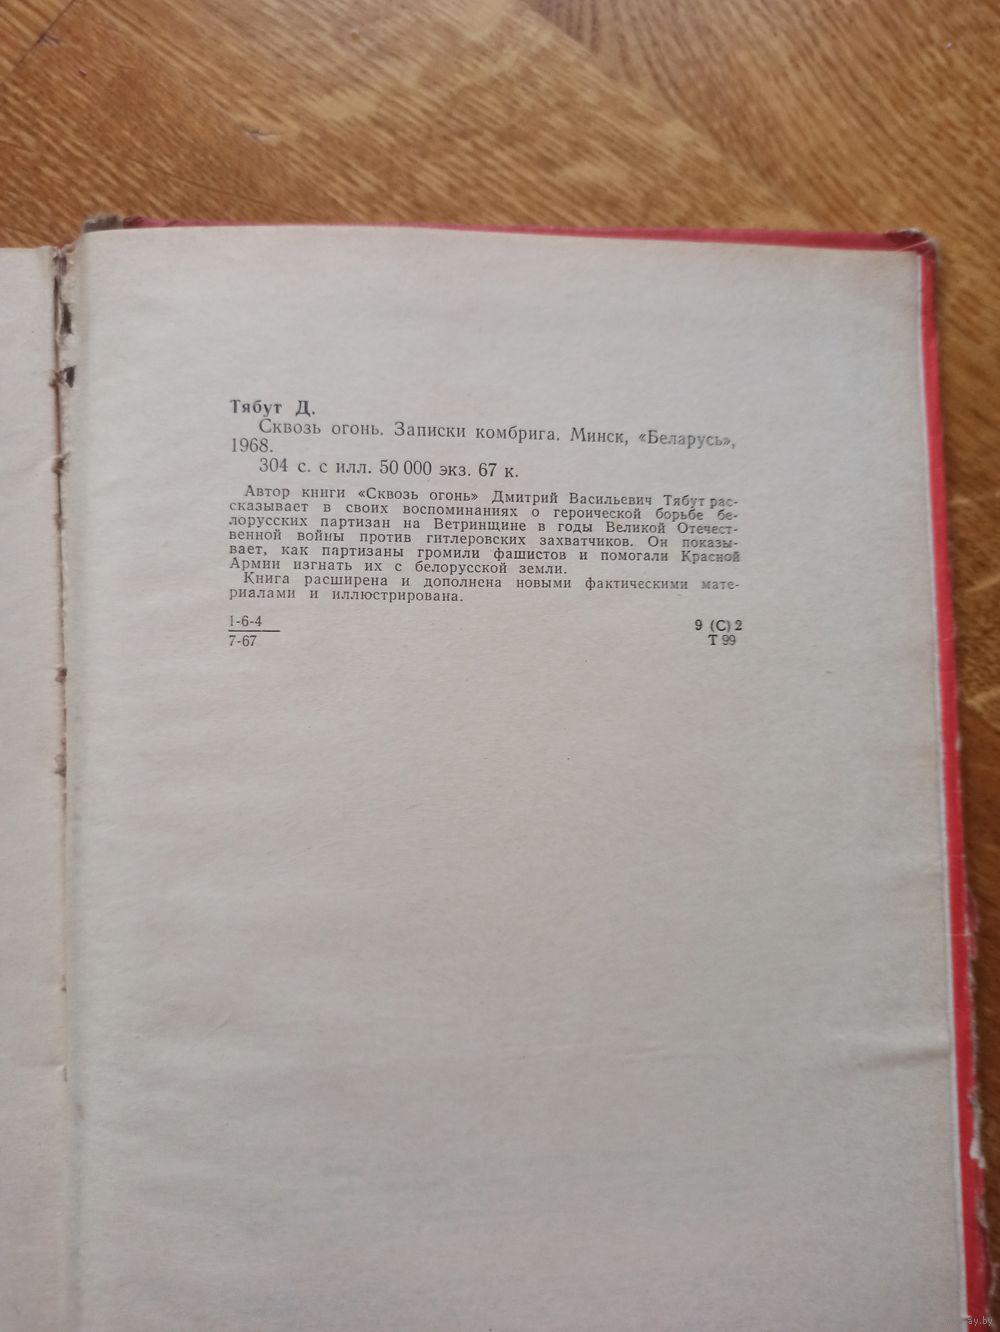 Тябут Д.
Сквозь огонь. Записки комбрига. Минск, «Беларусь»,
1968.
304 с. с илл. 50 000 экз. 67 к.
Автор книги «Сквозь огонь» Дмитрий Васильевич Тябут рас-
сказывает в своих воспоминаниях о героической борьбе бе-
лорусских партизан на Ветринщине в годы Великой Отечест-
венной войны против гитлеровских захватчиков. Он показы-
вает, как партизаны громили фашистов и помогали Красной
Армии изгнать их с белорусской земли.
Книга расширена и дополнена новыми фактическими мате-
риалами и иллюстрирована.
1-6-4
7-67
9 (С) 2
Т 99
ay.by